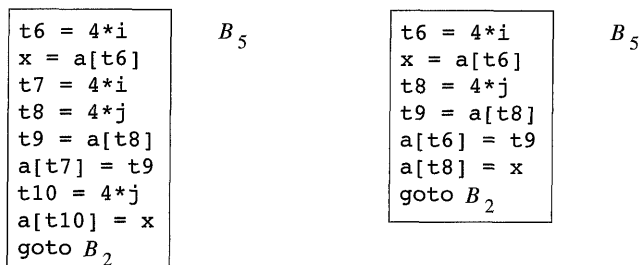 t6 = 4*i
x = a[t6]
t7 = 4*i
t8 = 4*j
t9 = a[t8]
a[t7] = t9
t10 = 4*j
a[t10] = x
goto B2
B5
t6 = 4*i
x = a[t6]
t8 = 4*j
t9 = a[t8]
a[t6] = t9
a[t8] = x
goto B2
B5